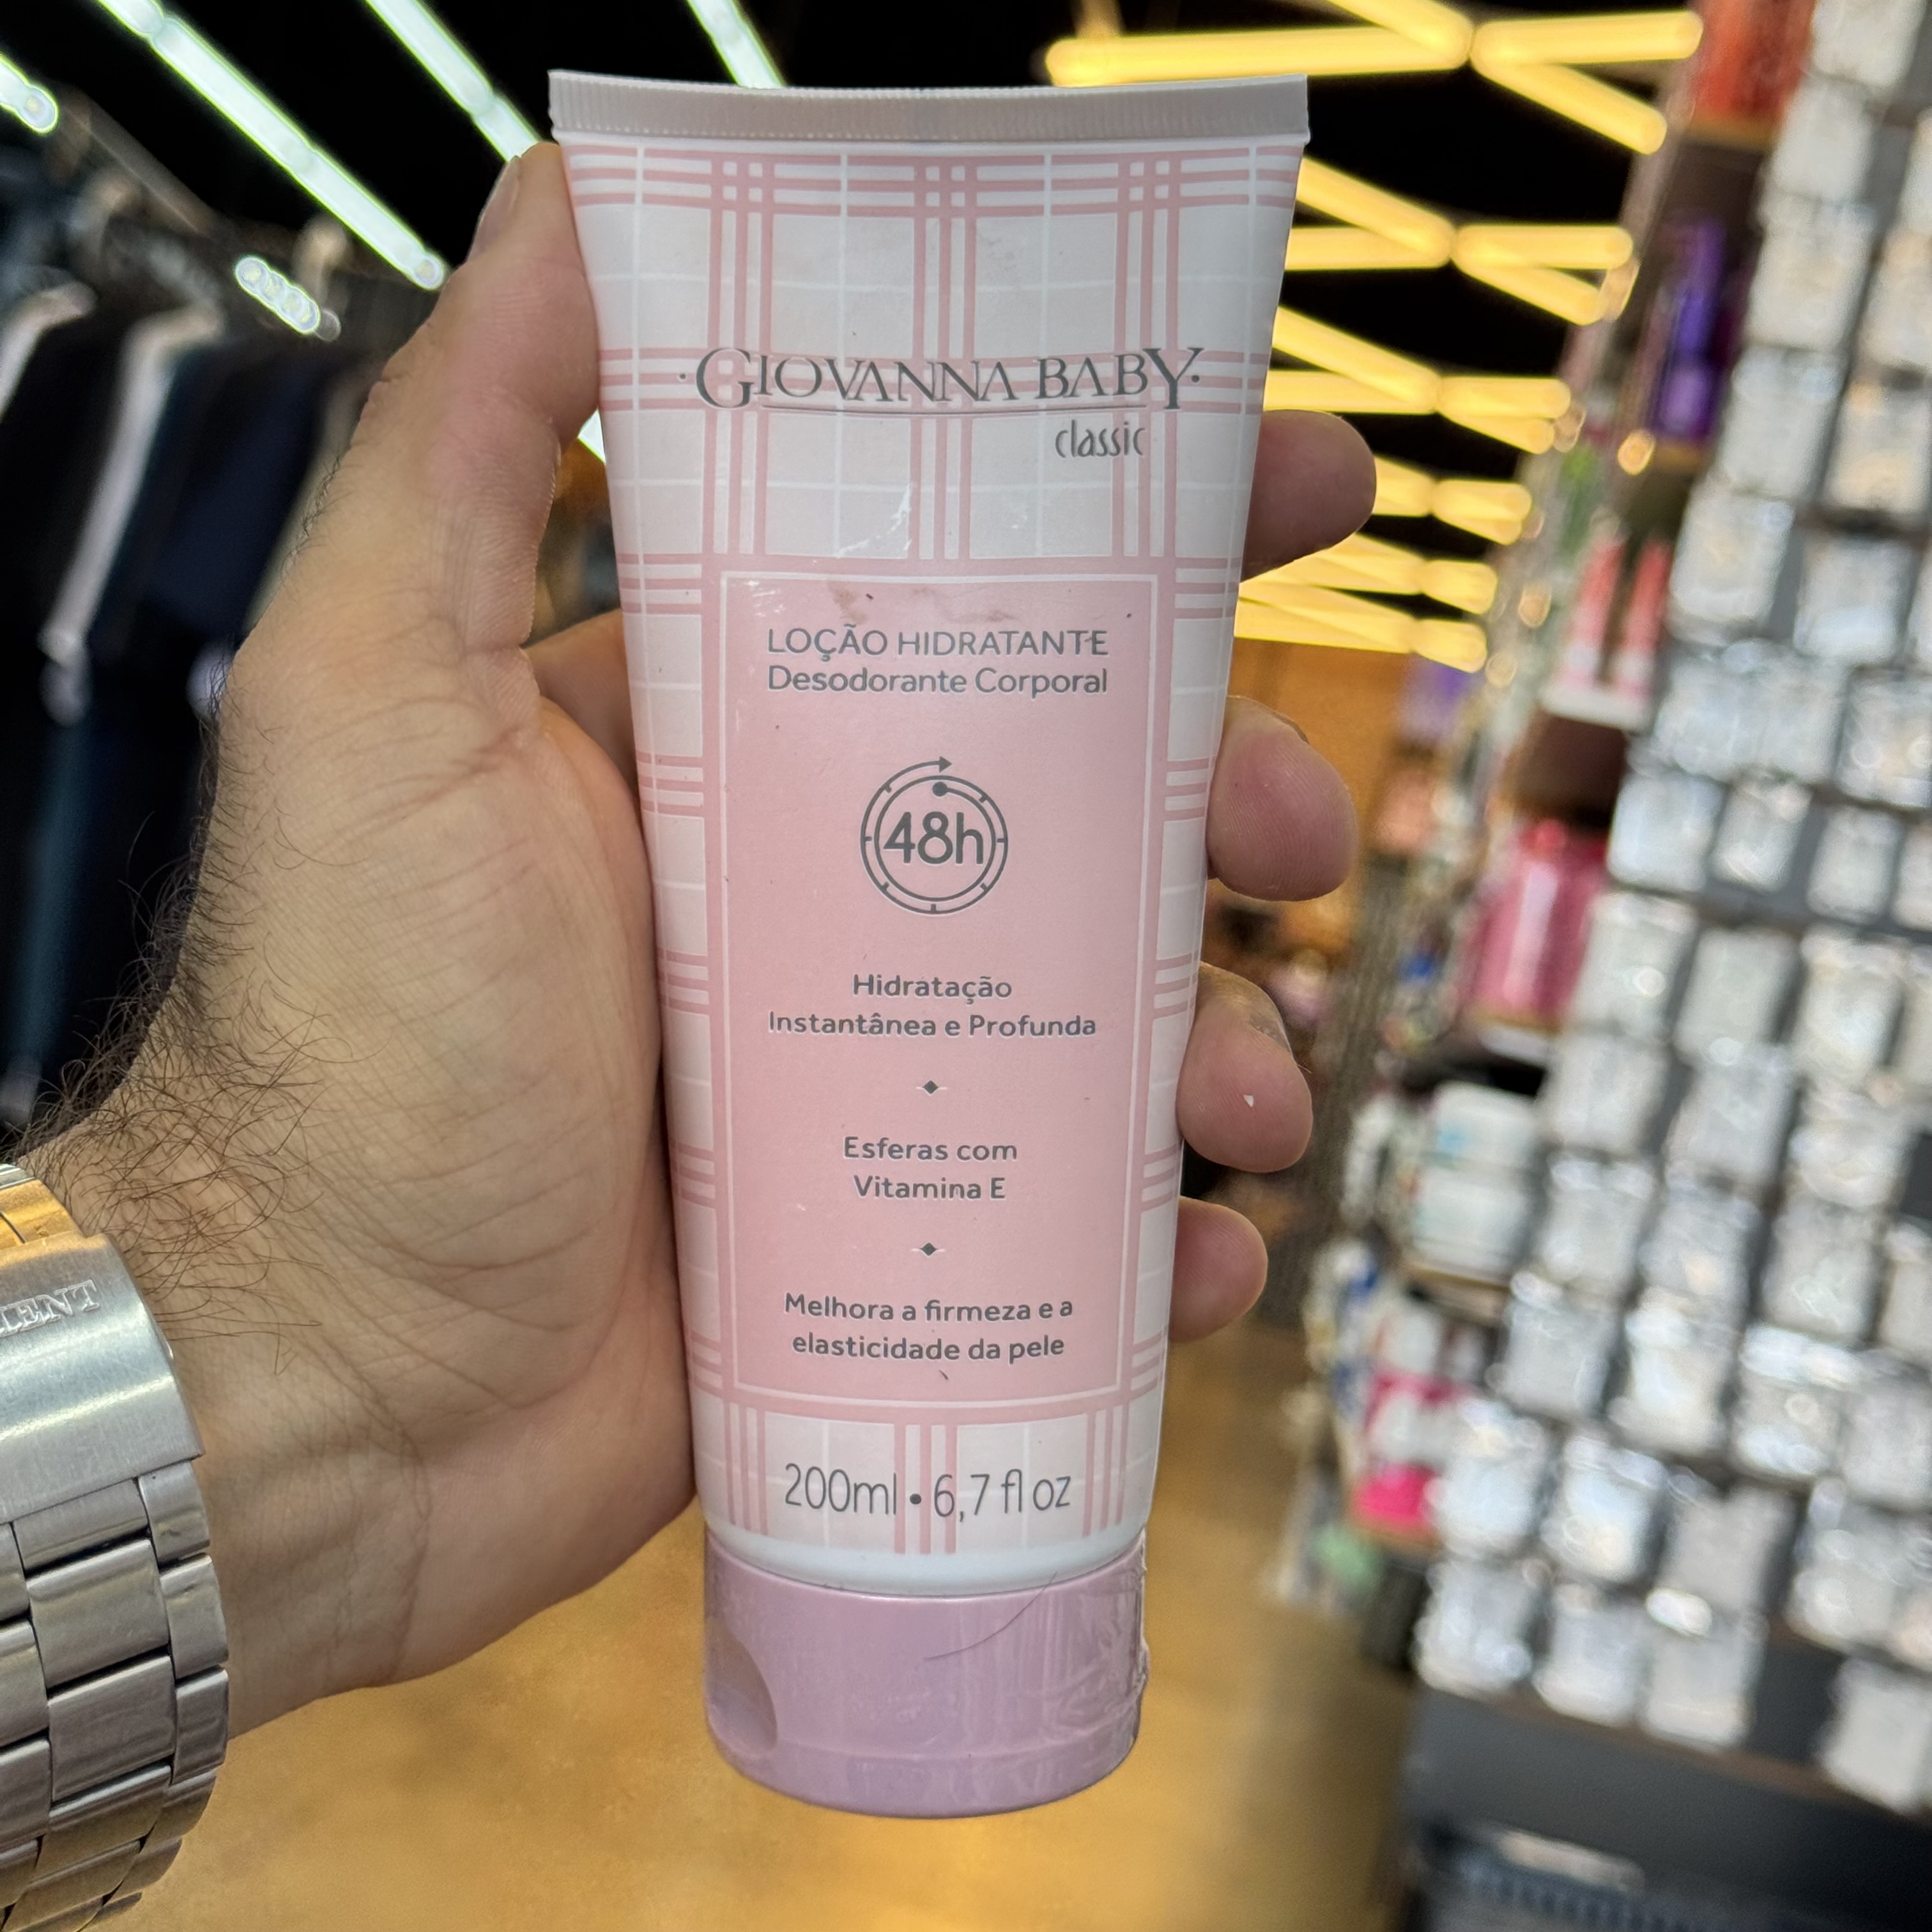 GIOVANNA BABY
classic
LOÇÃO HIDRATANTE
Desodorante Corporal
48h
Hidratação
Instantânea e Profunda
Esferas com
Vitamina E
Melhora a firmeza e a
elasticidade da pele
200ml • 6,7 fl oz